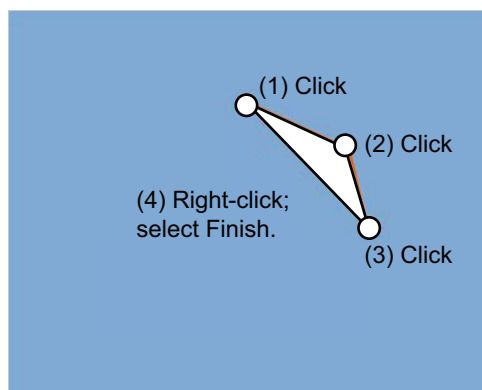 (1) Click
(2) Click
(4) Right-click;
select Finish.
(3) Click